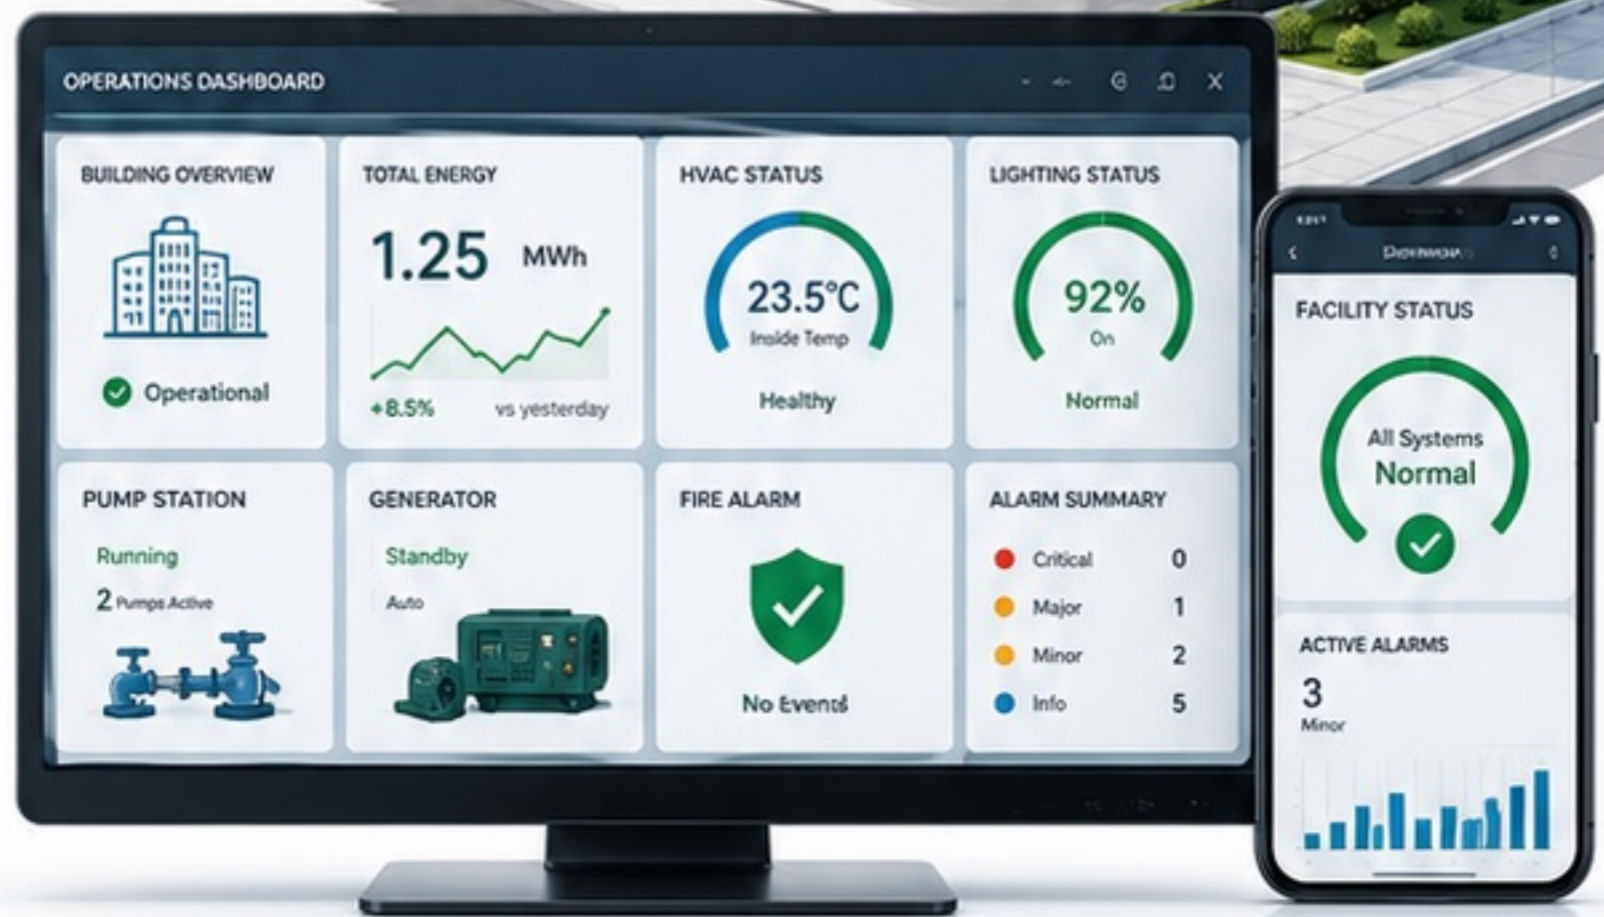 OPERATIONS DASHBOARD
BUILDING OVERVIEW
Operational
TOTAL ENERGY
1.25 MWh
+8.5% vs yesterday
HVAC STATUS
23.5°C
Inside Temp
Healthy
LIGHTING STATUS
92%
On
Normal
PUMP STATION
Running
2 Pumps Active
GENERATOR
Standby
Auto
FIRE ALARM
No Events
ALARM SUMMARY
Critical 0
Major 1
Minor 2
Info 5
FACILITY STATUS
All Systems
Normal
ACTIVE ALARMS
3
Minor